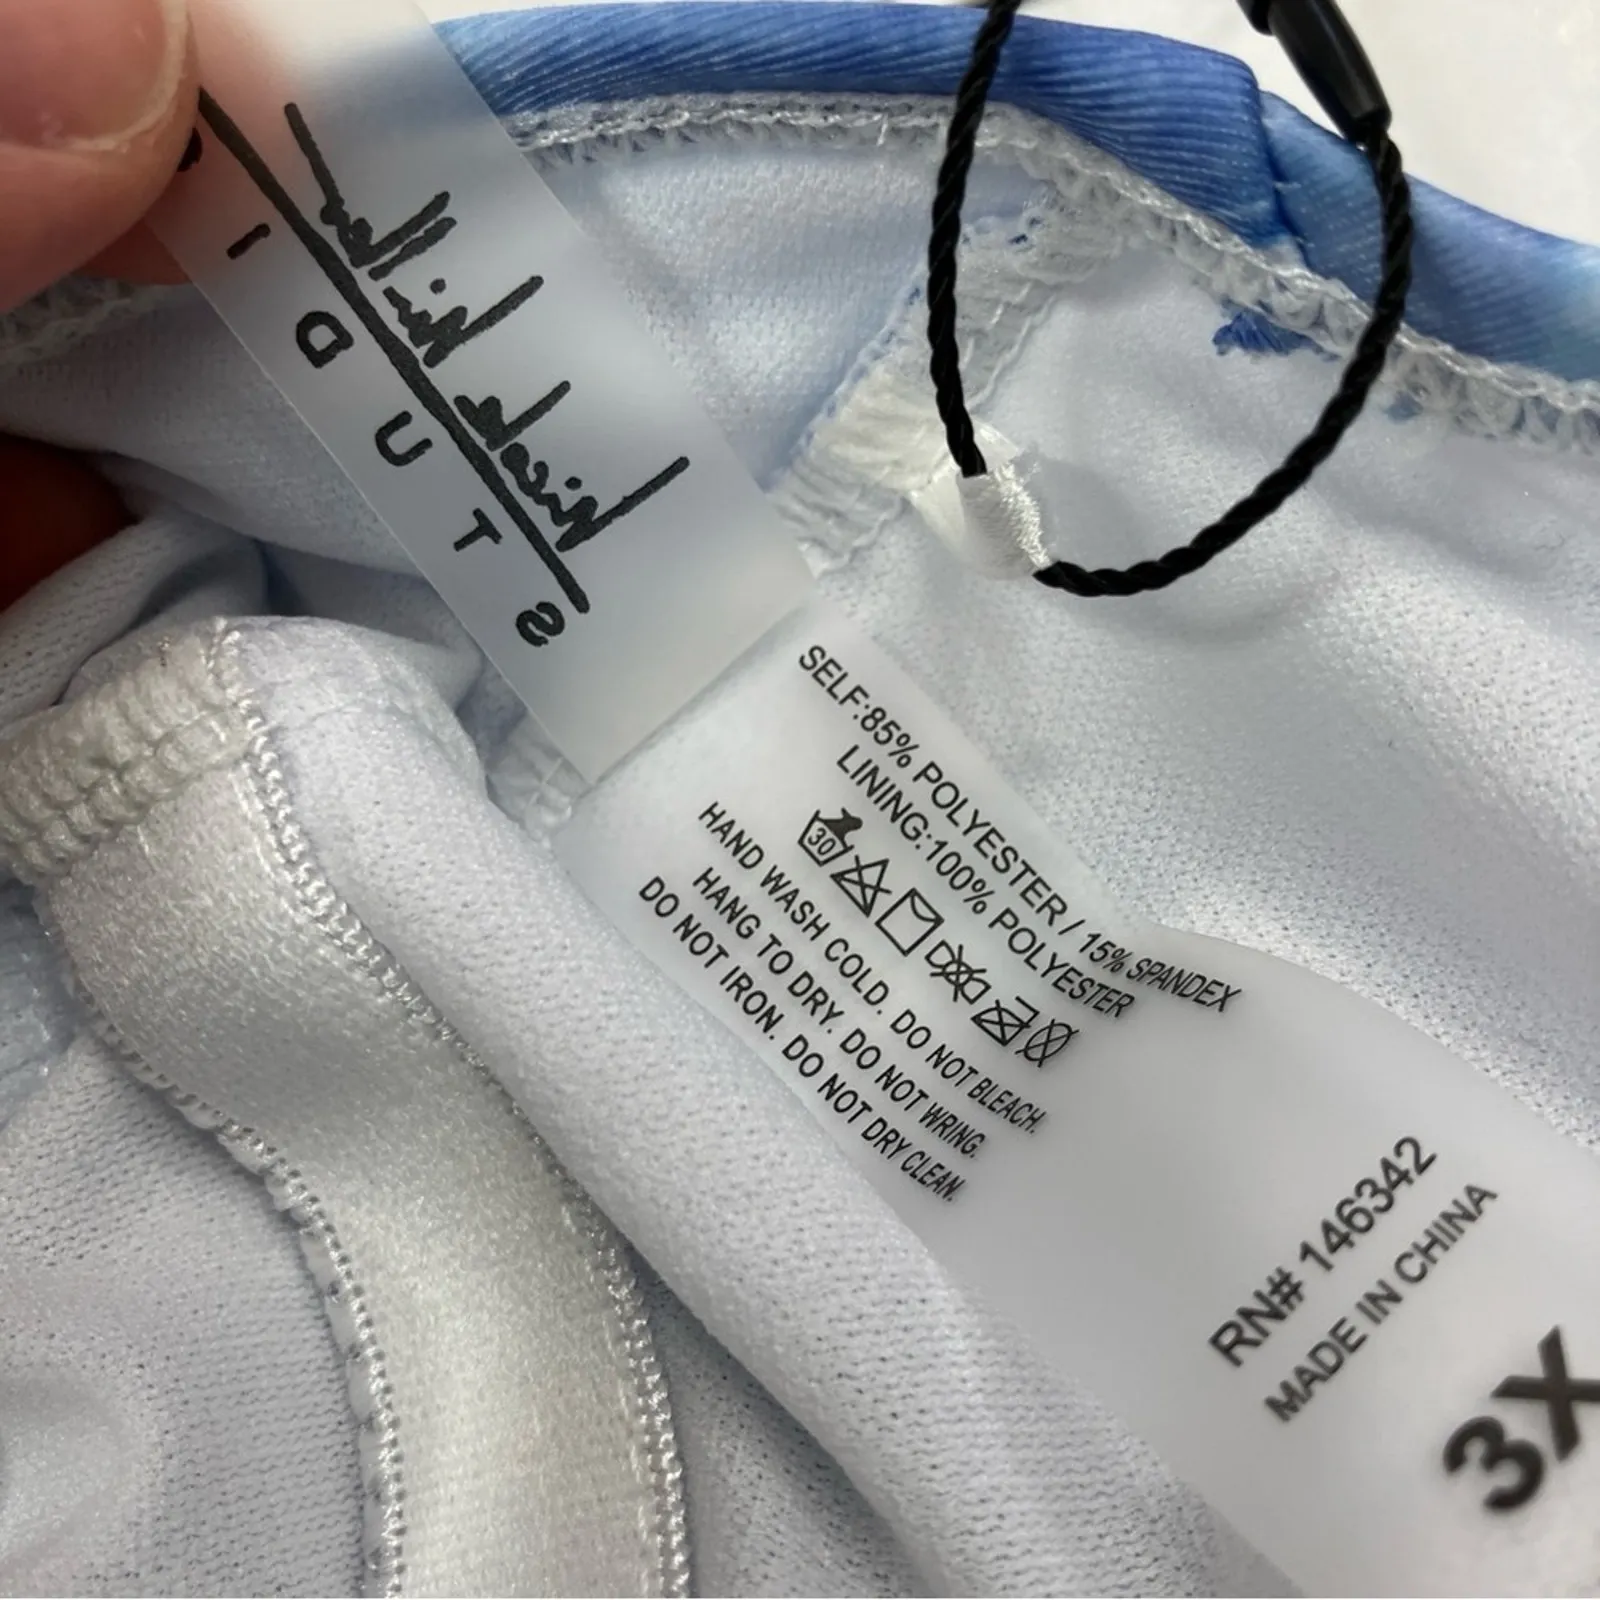 SELF:85% POLYESTER / 15% SPANDEX
LINING:100% POLYESTER
30
HAND WASH COLD. DO NOT BLEACH.
HANG TO DRY. DO NOT WRING.
DO NOT IRON. DO NOT DRY CLEAN.
RN# 146342
MADE IN CHINA
3X